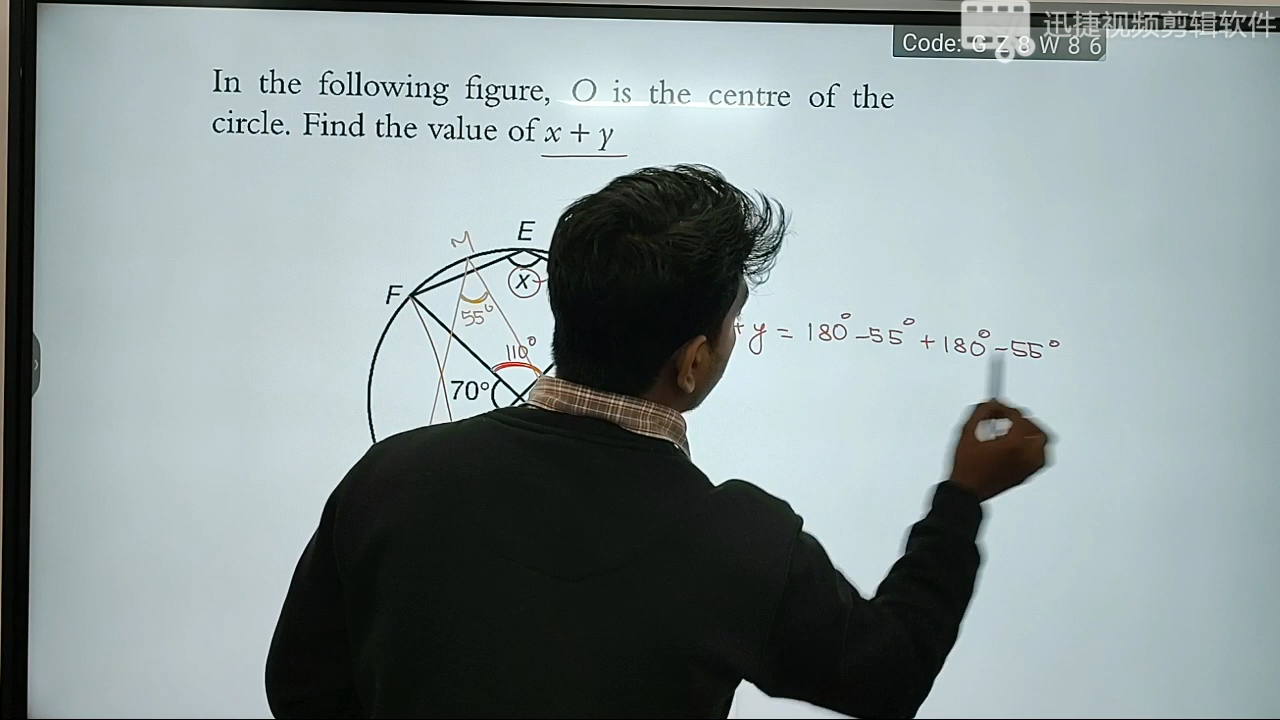 迅捷视频剪辑软件
Code: G Z 8 W 8 6
In the following figure, O is the centre of the
circle. Find the value of x + y
M
E
F
x
55°
110°
70°
+ y = 180° - 55° + 180° - 55°